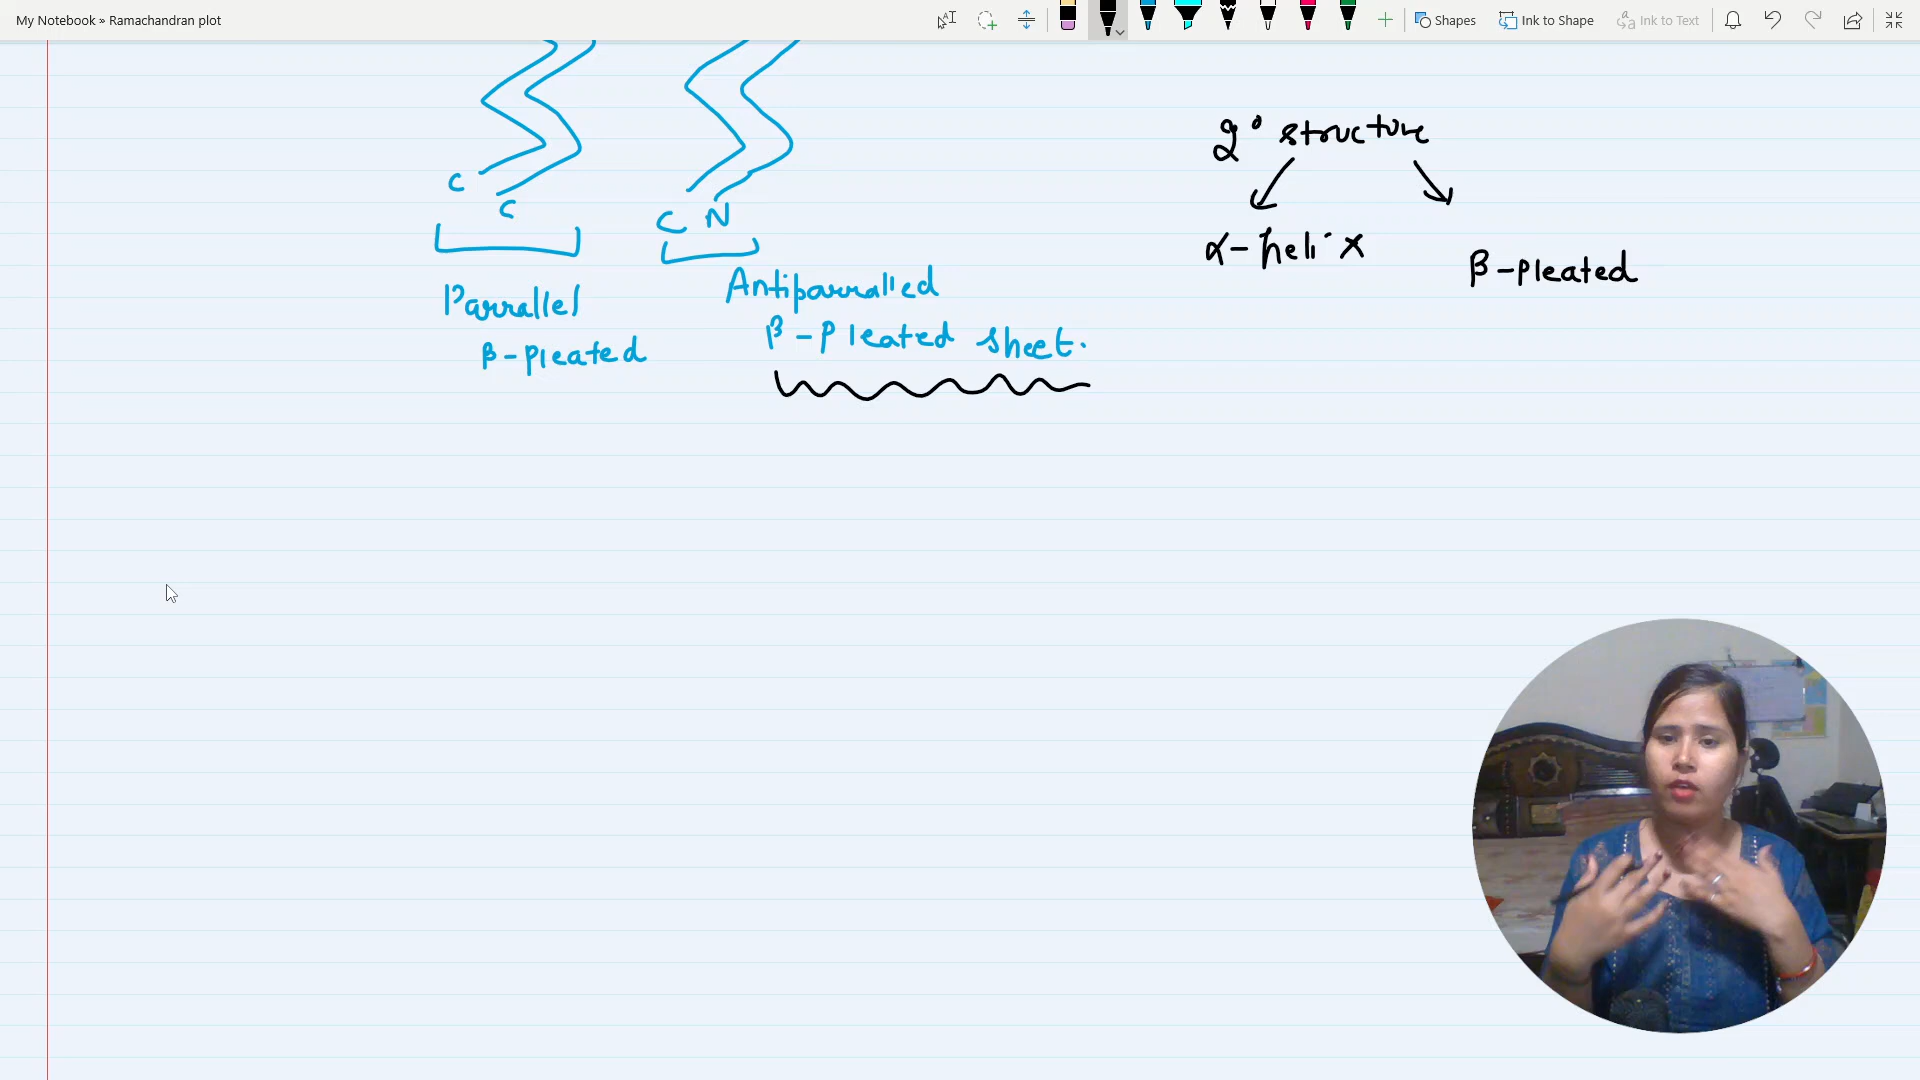 My Notebook » Ramachandran plot
Shapes
Ink to Shape
Ink to Text
C
C
C N
Parrallel
β-pleated
Antiparralled
β-pleated sheet.
2° structure
α-helix
β-pleated